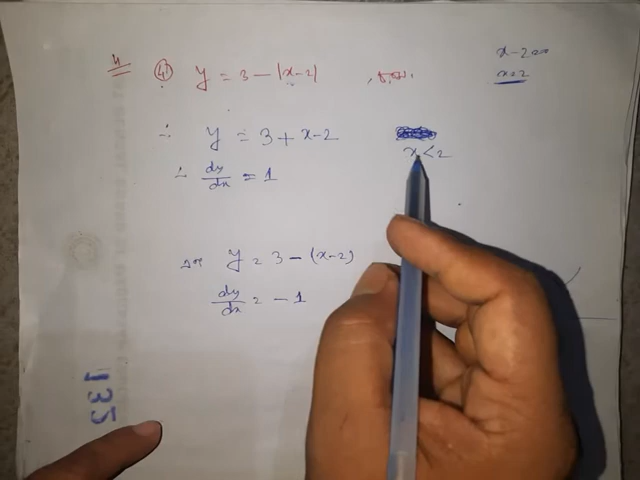 4 (4) y = 3 – |x-2|
x-2=0
x=2
∴ y = 3 + x-2
x<2
∴ dy/dx = 1
y = 3 – (x-2)
dy/dx = – 1
135